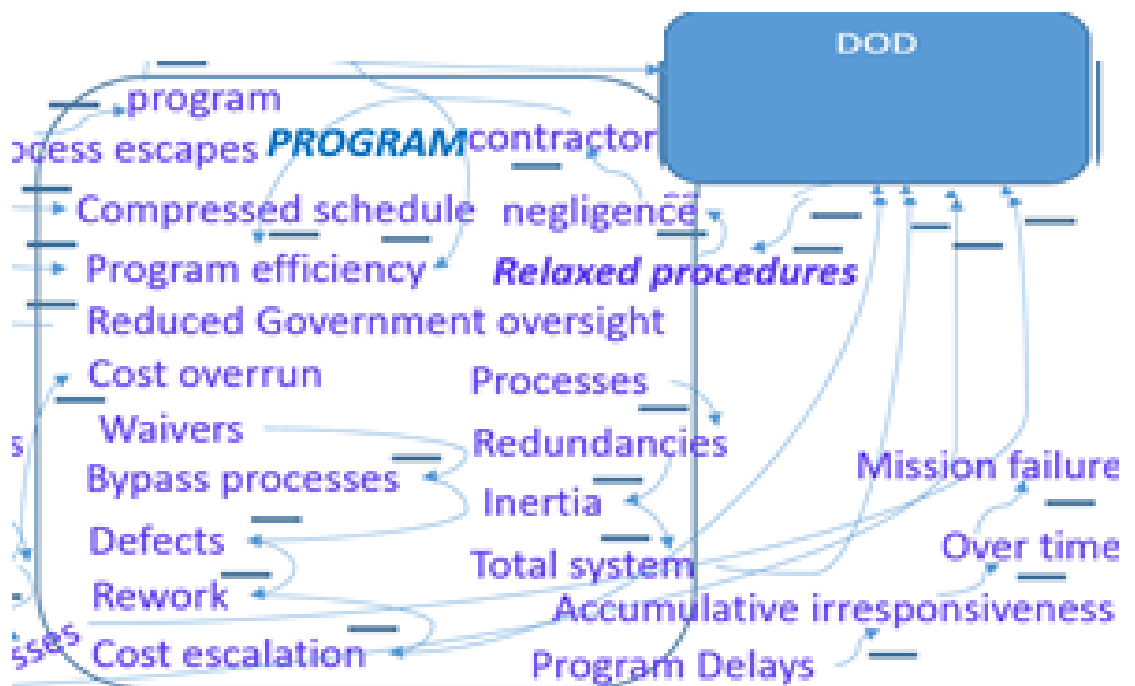 DOD
program
ocess escapes
PROGRAM
contractor
Compressed schedule
negligence
Program efficiency
Relaxed procedures
Reduced Government oversight
Cost overrun
Processes
Waivers
Redundancies
Bypass processes
Mission failure
Inertia
Defects
Over time
Total system
Rework
Accumulative irresponsiveness
sses
Cost escalation
Program Delays
s